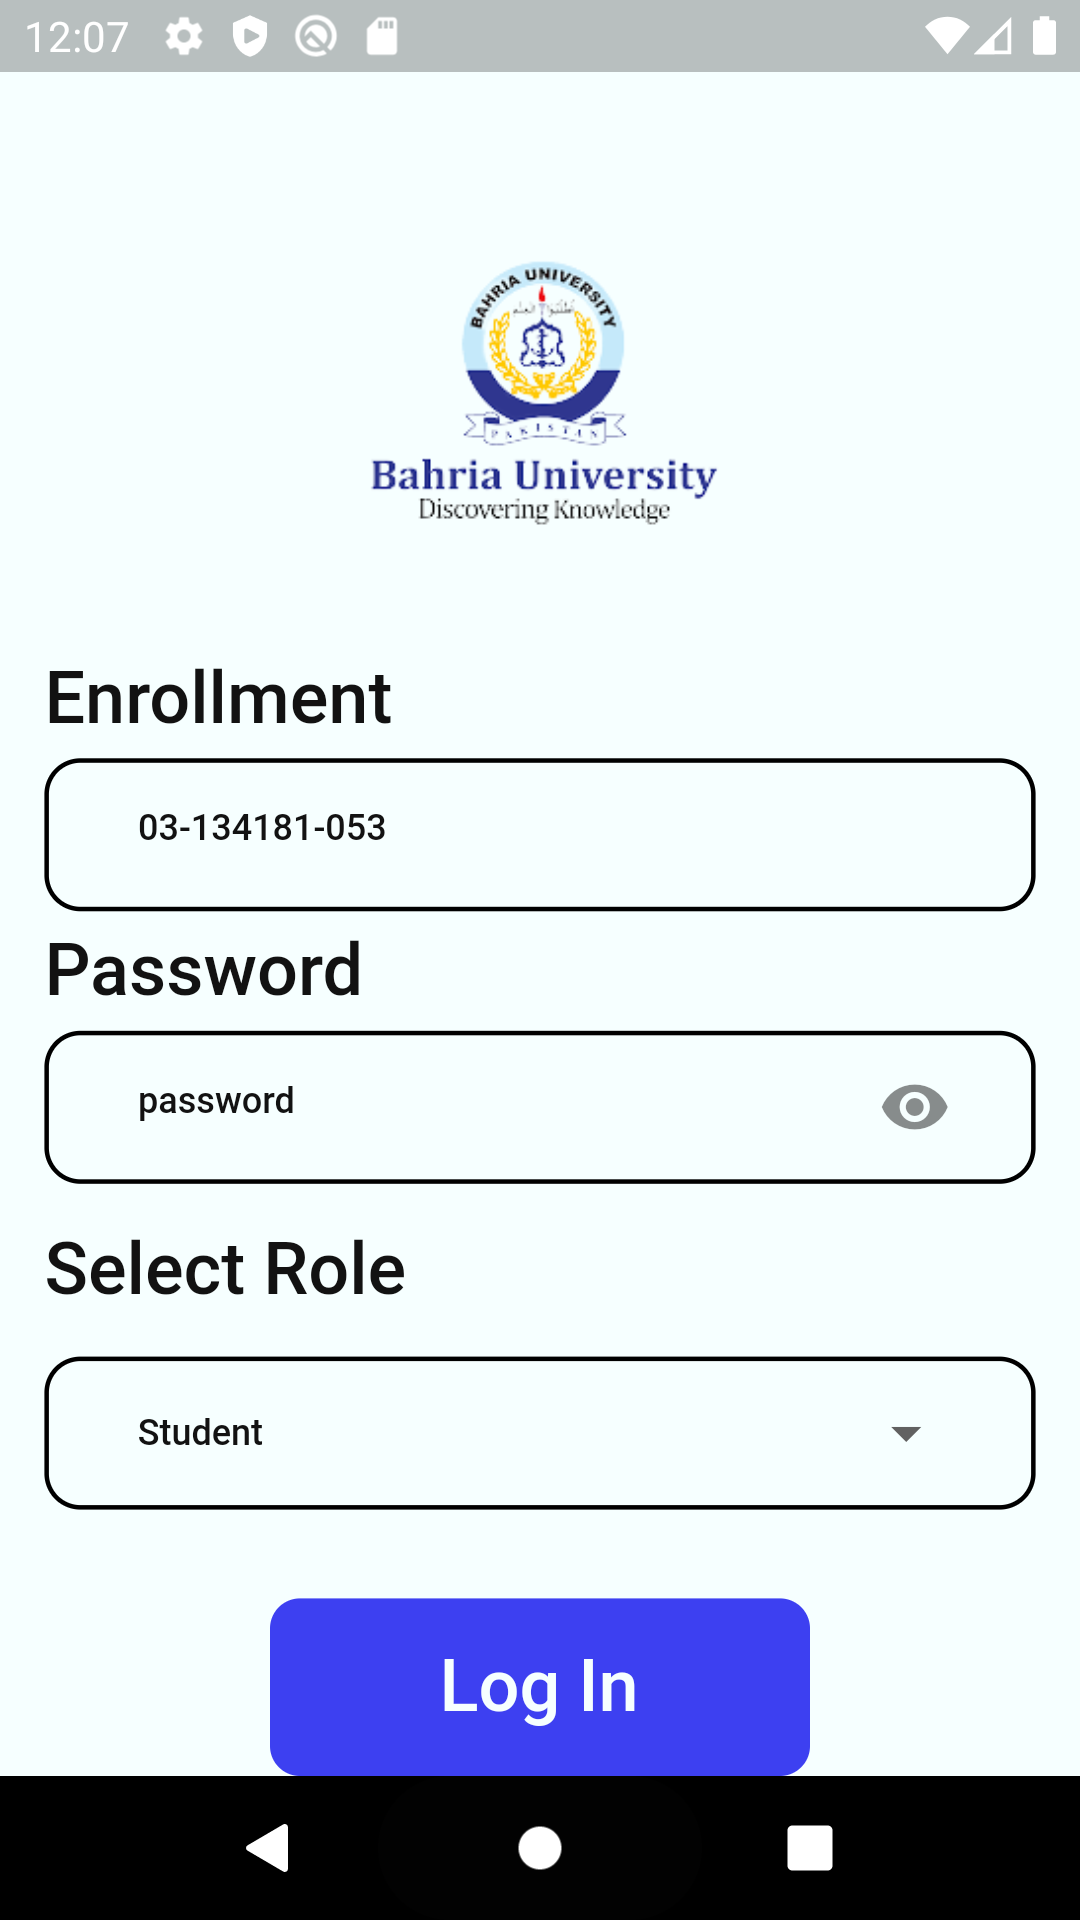 12:07
BAHRIA UNIVERSITY
PAKISTAN
Bahria University
Discovering Knowledge
Enrollment
03-134181-053
Password
password
Select Role
Student
Log In